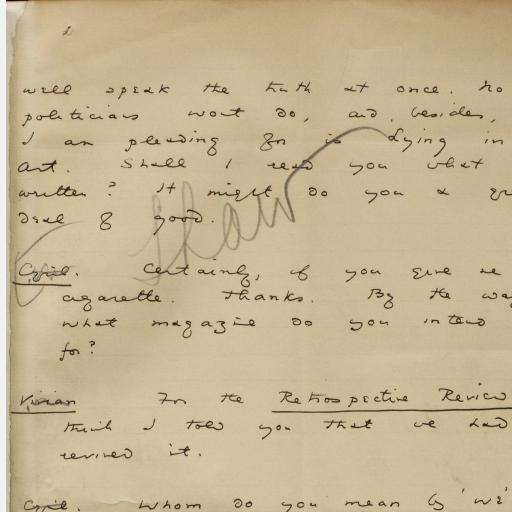 2
well speak the truth at once. No
politicians wont do, and, besides,
I am pleading for is Lying in
art. Shall I read you what
written? It might do you a gr
deal of good.
Shaw
Cyril. Certainly, if you give me
cigarette. Thanks. By the way
what magazine do you intend
for?
Vivian For the Retrospective Review
think I told you that we had
revived it.
Cyril. Whom do you mean by 'we'